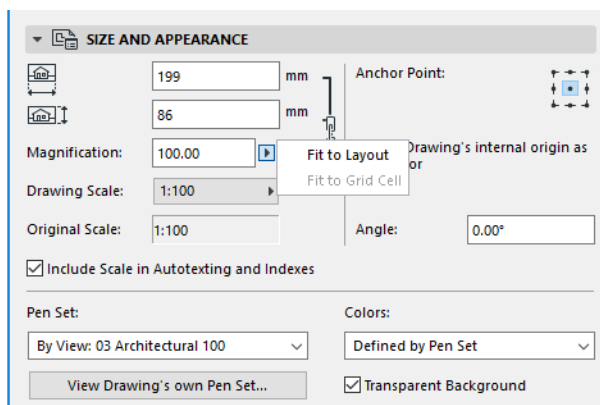 SIZE AND APPEARANCE
199 mm
Anchor Point:
86 mm
Magnification: 100.00
Fit to Layout
Drawing's internal origin as
or
Fit to Grid Cell
Drawing Scale: 1:100
Original Scale: 1:100
Angle: 0.00°
Include Scale in Autotexting and Indexes
Pen Set:
Colors:
By View: 03 Architectural 100
Defined by Pen Set
View Drawing's own Pen Set...
Transparent Background